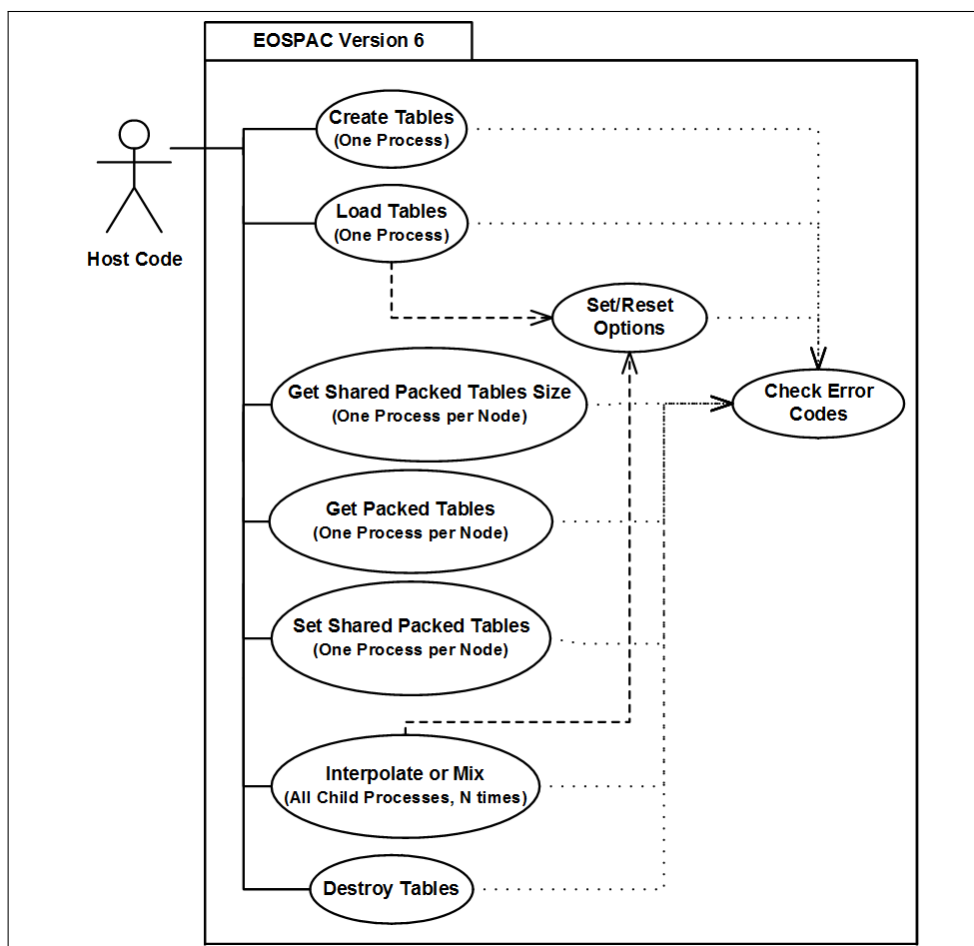 EOSPAC Version 6
Create Tables
(One Process)
Load Tables
(One Process)
Host Code
Set/Reset
Options
Get Shared Packed Tables Size
(One Process per Node)
Check Error
Codes
Get Packed Tables
(One Process per Node)
Set Shared Packed Tables
(One Process per Node)
Interpolate or Mix
(All Child Processes, N times)
Destroy Tables